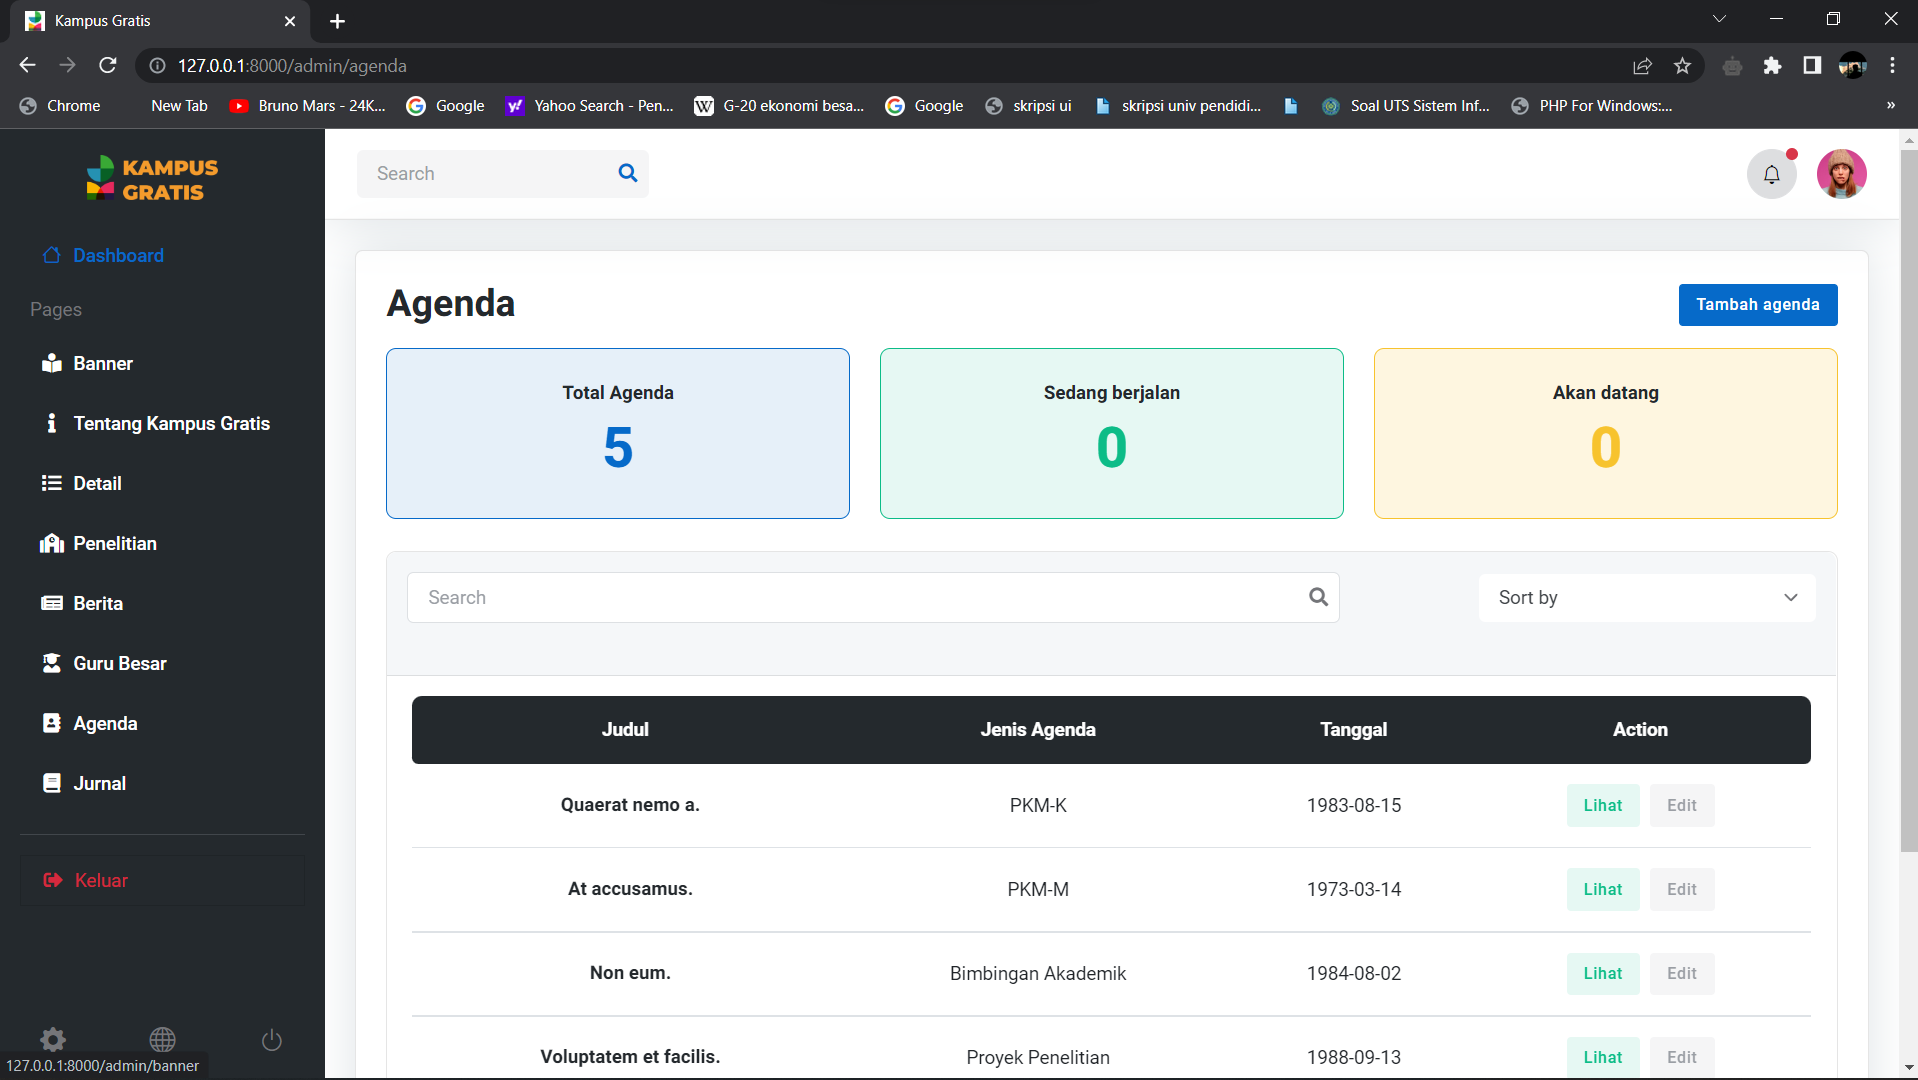 Kampus Gratis
127.0.0.1:8000/admin/agenda
Chrome
New Tab
Bruno Mars - 24K...
Google
Yahoo Search - Pen...
G-20 ekonomi besa...
Google
skripsi ui
skripsi univ pendidi...
Soal UTS Sistem Inf...
PHP For Windows:...
»
KAMPUS
GRATIS
Dashboard
Pages
Banner
Tentang Kampus Gratis
Detail
Penelitian
Berita
Guru Besar
Agenda
Jurnal
Keluar
127.0.0.1:8000/admin/banner
Search
Agenda
Tambah agenda
Total Agenda
5
Sedang berjalan
0
Akan datang
0
Search
Sort by
Judul Jenis Agenda Tanggal Action
Quaerat nemo a. PKM-K 1983-08-15 Lihat Edit
At accusamus. PKM-M 1973-03-14 Lihat Edit
Non eum. Bimbingan Akademik 1984-08-02 Lihat Edit
Voluptatem et facilis. Proyek Penelitian 1988-09-13 Lihat Edit